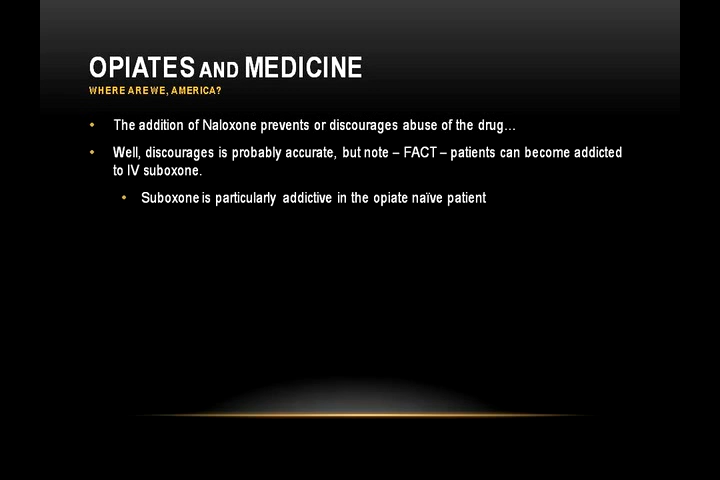 OPIATES AND MEDICINE
WHERE ARE WE, AMERICA?
• The addition of Naloxone prevents or discourages abuse of the drug…
• Well, discourages is probably accurate, but note – FACT – patients can become addicted
to IV suboxone.
• Suboxone is particularly addictive in the opiate naïve patient